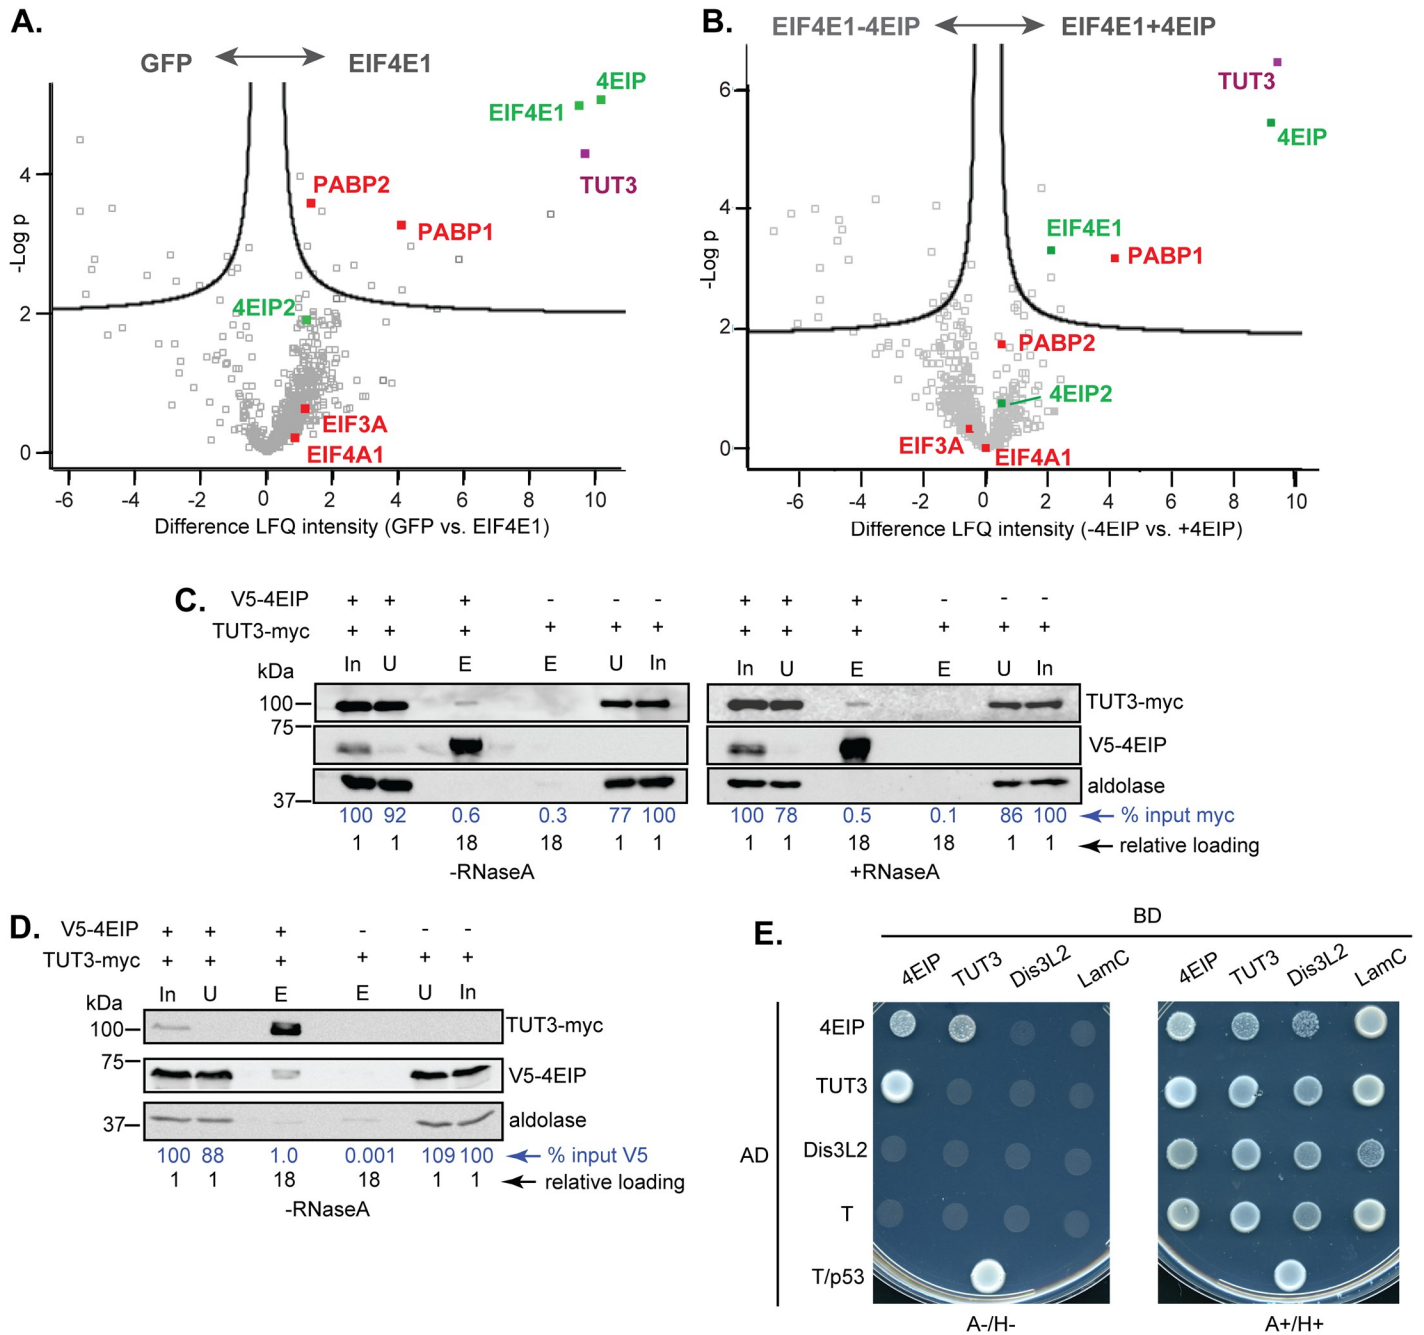 A.
GFP
EIF4E1
4EIP
EIF4E1
TUT3
PABP2
PABP1
4EIP2
EIF3A
EIF4A1
-Log p
4
2
0
-6 -4 -2 0 2 4 6 8 10
Difference LFQ intensity (GFP vs. EIF4E1)
B.
EIF4E1-4EIP
EIF4E1+4EIP
TUT3
4EIP
EIF4E1
PABP1
PABP2
4EIP2
EIF3A
EIF4A1
-Log p
6
4
2
0
-6 -4 -2 0 2 4 6 8 10
Difference LFQ intensity (-4EIP vs. +4EIP)
C.
V5-4EIP + + + - - - + + + - - -
TUT3-myc + + + + + + + + + + + +
kDa In U E E U In In U E E U In
100 TUT3-myc
75 V5-4EIP
37 aldolase
100 92 0.6 0.3 77 100 100 78 0.5 0.1 86 100 % input myc
1 1 18 18 1 1 1 1 18 18 1 1 relative loading
-RNaseA +RNaseA
D.
V5-4EIP + + + - - -
TUT3-myc + + + + + +
kDa In U E E U In
100 TUT3-myc
75 V5-4EIP
37 aldolase
100 88 1.0 0.001 109 100 % input V5
1 1 18 18 1 1 relative loading
-RNaseA
E.
BD
4EIP TUT3 Dis3L2 LamC 4EIP TUT3 Dis3L2 LamC
AD
4EIP
TUT3
Dis3L2
T
T/p53
A-/H- A+/H+